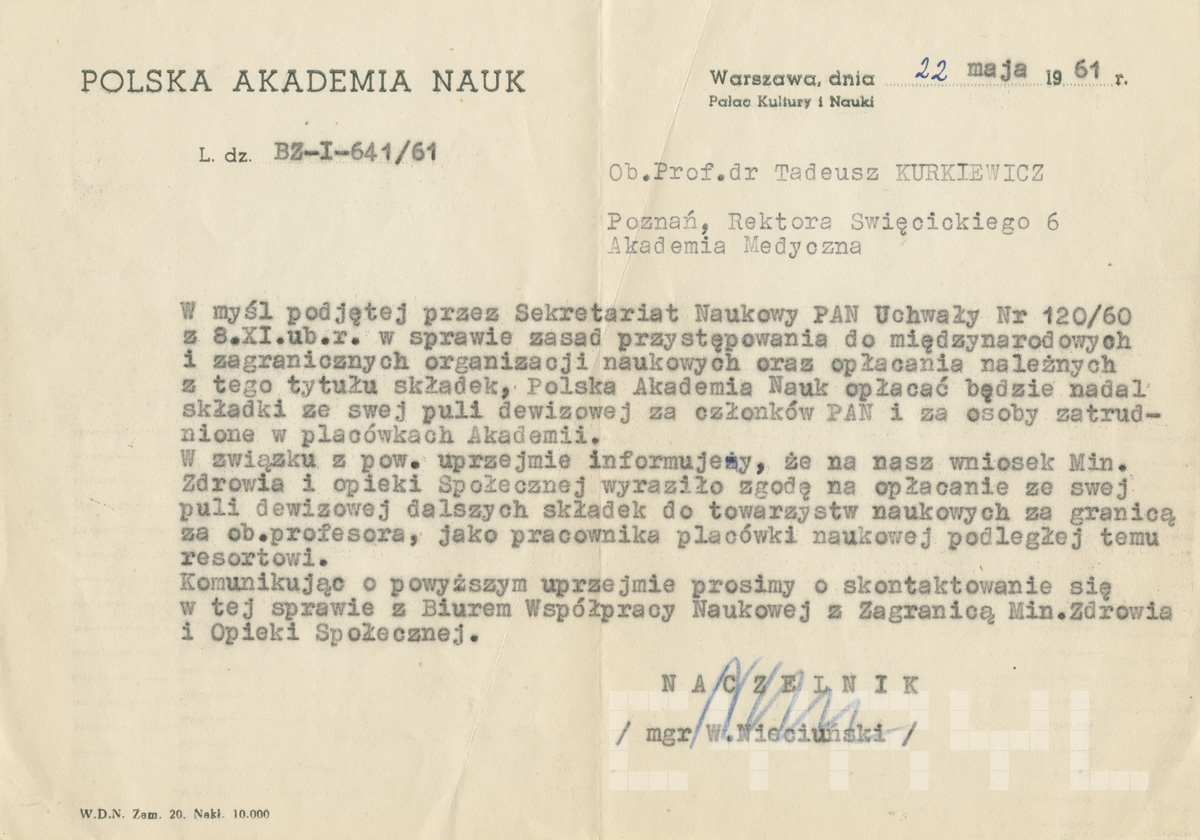 POLSKA AKADEMIA NAUK
Warszawa, dnia 22 maja 1961 r.
Pałac Kultury i Nauki
L. dz. BZ-I-641/61
Ob.Prof.dr Tadeusz KURKIEWICZ
Poznań, Rektora Swięcickiego 6
Akademia Medyczna
W myśl podjętej przez Sekretariat Naukowy PAN Uchwały Nr 120/60
z 8.XI.ub.r. w sprawie zasad przystępowania do międzynarodowych
i zagranicznych organizacji naukowych oraz opłacania należnych
z tego tytułu składek, Polska Akademia Nauk opłacać będzie nadal
składki ze swej puli dewizowej za członków PAN i za osoby zatrud-
nione w placówkach Akademii.
W związku z pow. uprzejmie informujemy, że na nasz wniosek Min.
Zdrowia i opieki Społecznej wyraziło zgodę na opłacanie ze swej
puli dewizowej dalszych składek do towarzystw naukowych za granicą
za ob.profesora, jako pracownika placówki naukowej podległej temu
resortowi.
Komunikując o powyższym uprzejmie prosimy o skontaktowanie się
w tej sprawie z Biurem Współpracy Naukowej z Zagranicą Min.Zdrowia
i Opieki Społecznej.
NACZELNIK
/ mgr W.Nieciuński /
CYRYL
W.D.N. Zam. 20. Nakł. 10.000